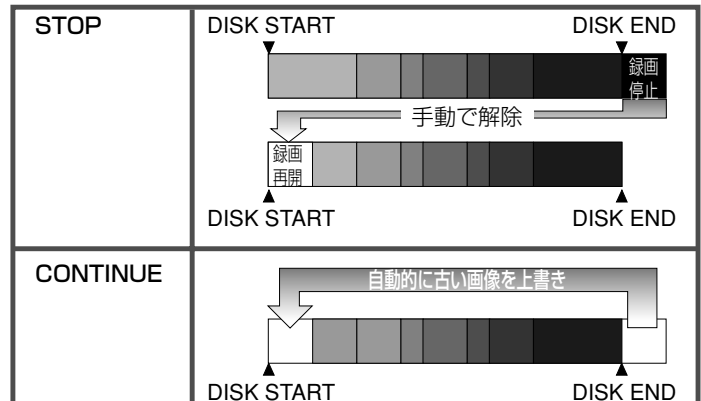 STOP
DISK START DISK END
録画
停止
手動で解除
録画
再開
DISK START DISK END
CONTINUE
自動的に古い画像を上書き
DISK START DISK END